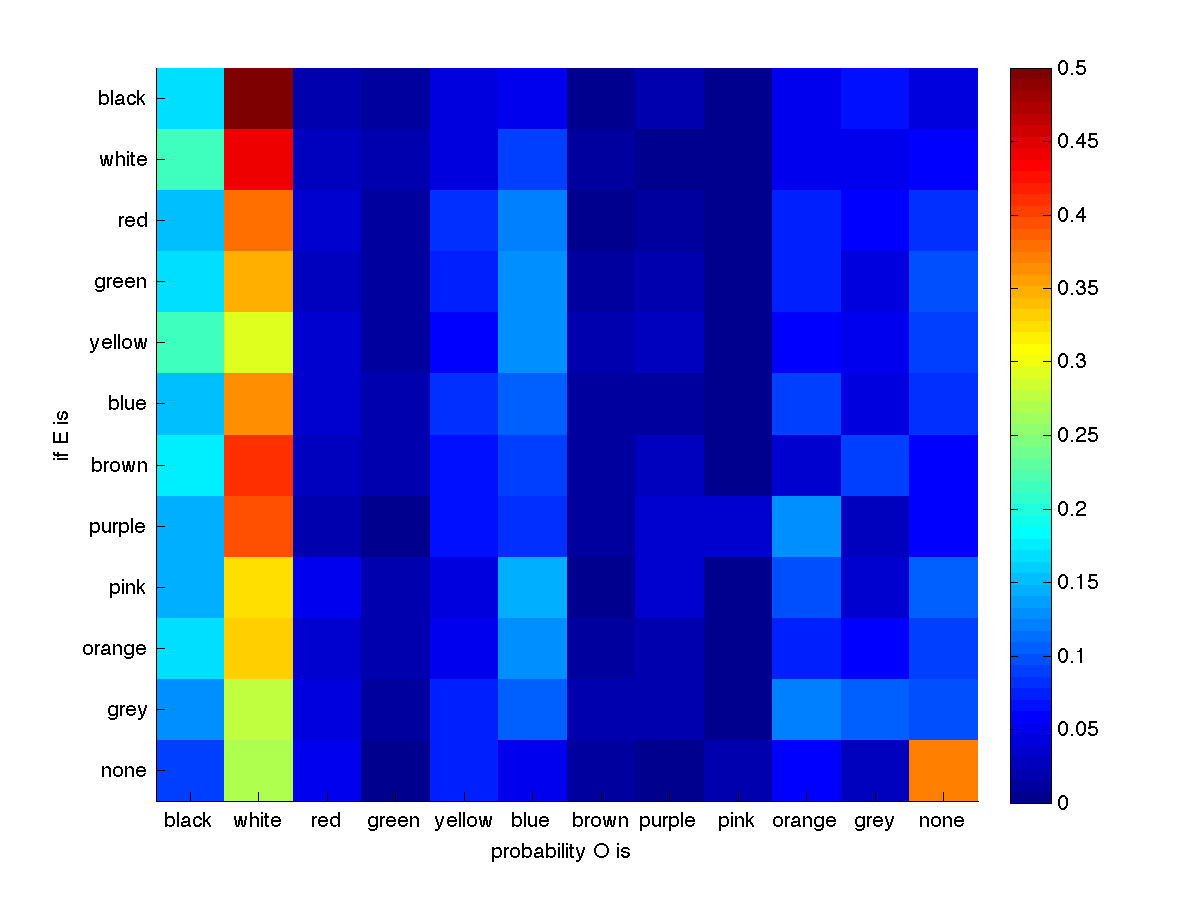 if E is
black
white
red
green
yellow
blue
brown
purple
pink
orange
grey
none
black white red green yellow blue brown purple pink orange grey none
probability O is
0.5
0.45
0.4
0.35
0.3
0.25
0.2
0.15
0.1
0.05
0